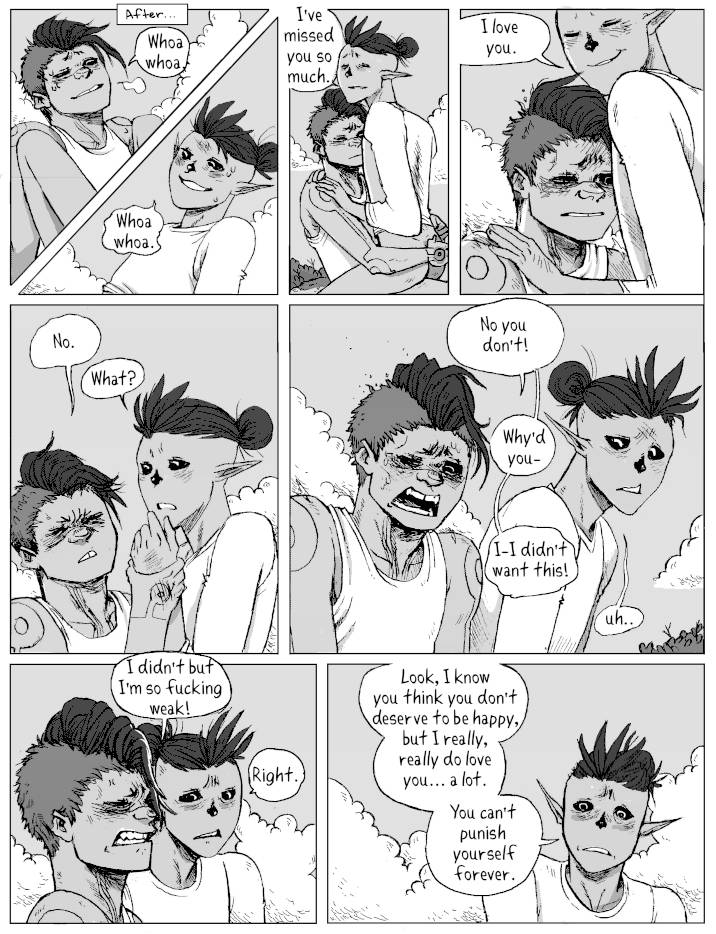 After...
Whoa
whoa.
Whoa
whoa.
I've
missed
you so
much.
I love
you.
No.
What?
No you
don't!
Why'd
you-
I-I didn't
want this!
uh..
I didn't but
I'm so fucking
weak!
Right.
Look, I know
you think you don't
deserve to be happy,
but I really,
really do love
you... a lot.
You can't
punish
yourself
forever.